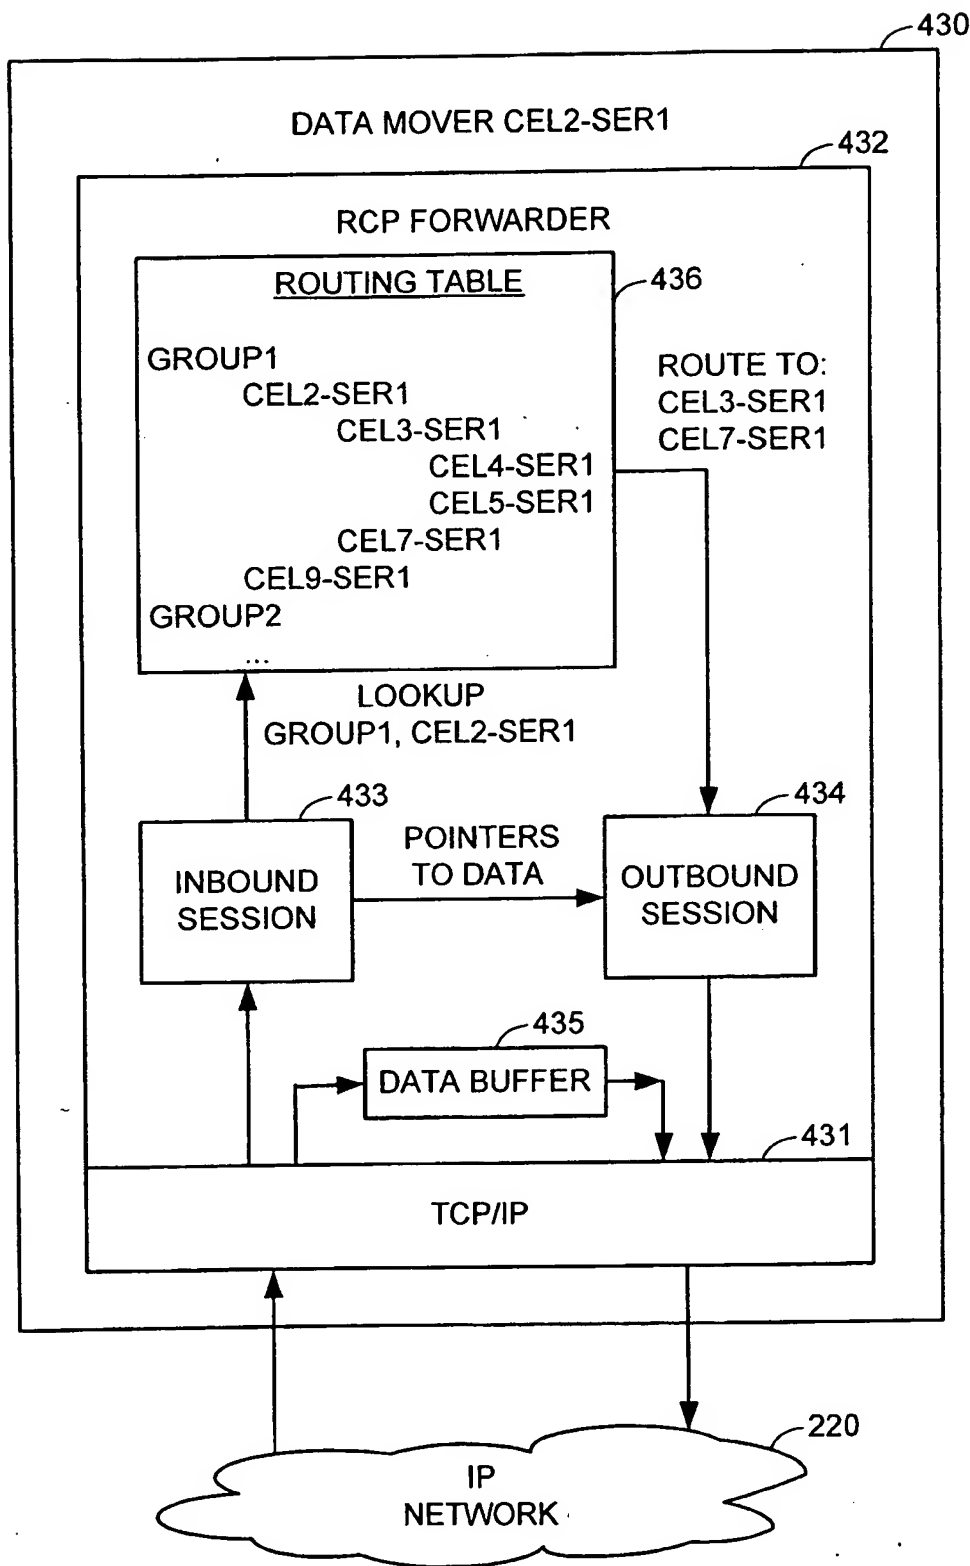 430
DATA MOVER CEL2-SER1
432
RCP FORWARDER
ROUTING TABLE
436
GROUP1
CEL2-SER1
CEL3-SER1
CEL4-SER1
CEL5-SER1
CEL7-SER1
CEL9-SER1
GROUP2
...
ROUTE TO:
CEL3-SER1
CEL7-SER1
LOOKUP
GROUP1, CEL2-SER1
433
INBOUND
SESSION
POINTERS
TO DATA
434
OUTBOUND
SESSION
435
DATA BUFFER
431
TCP/IP
220
IP
NETWORK